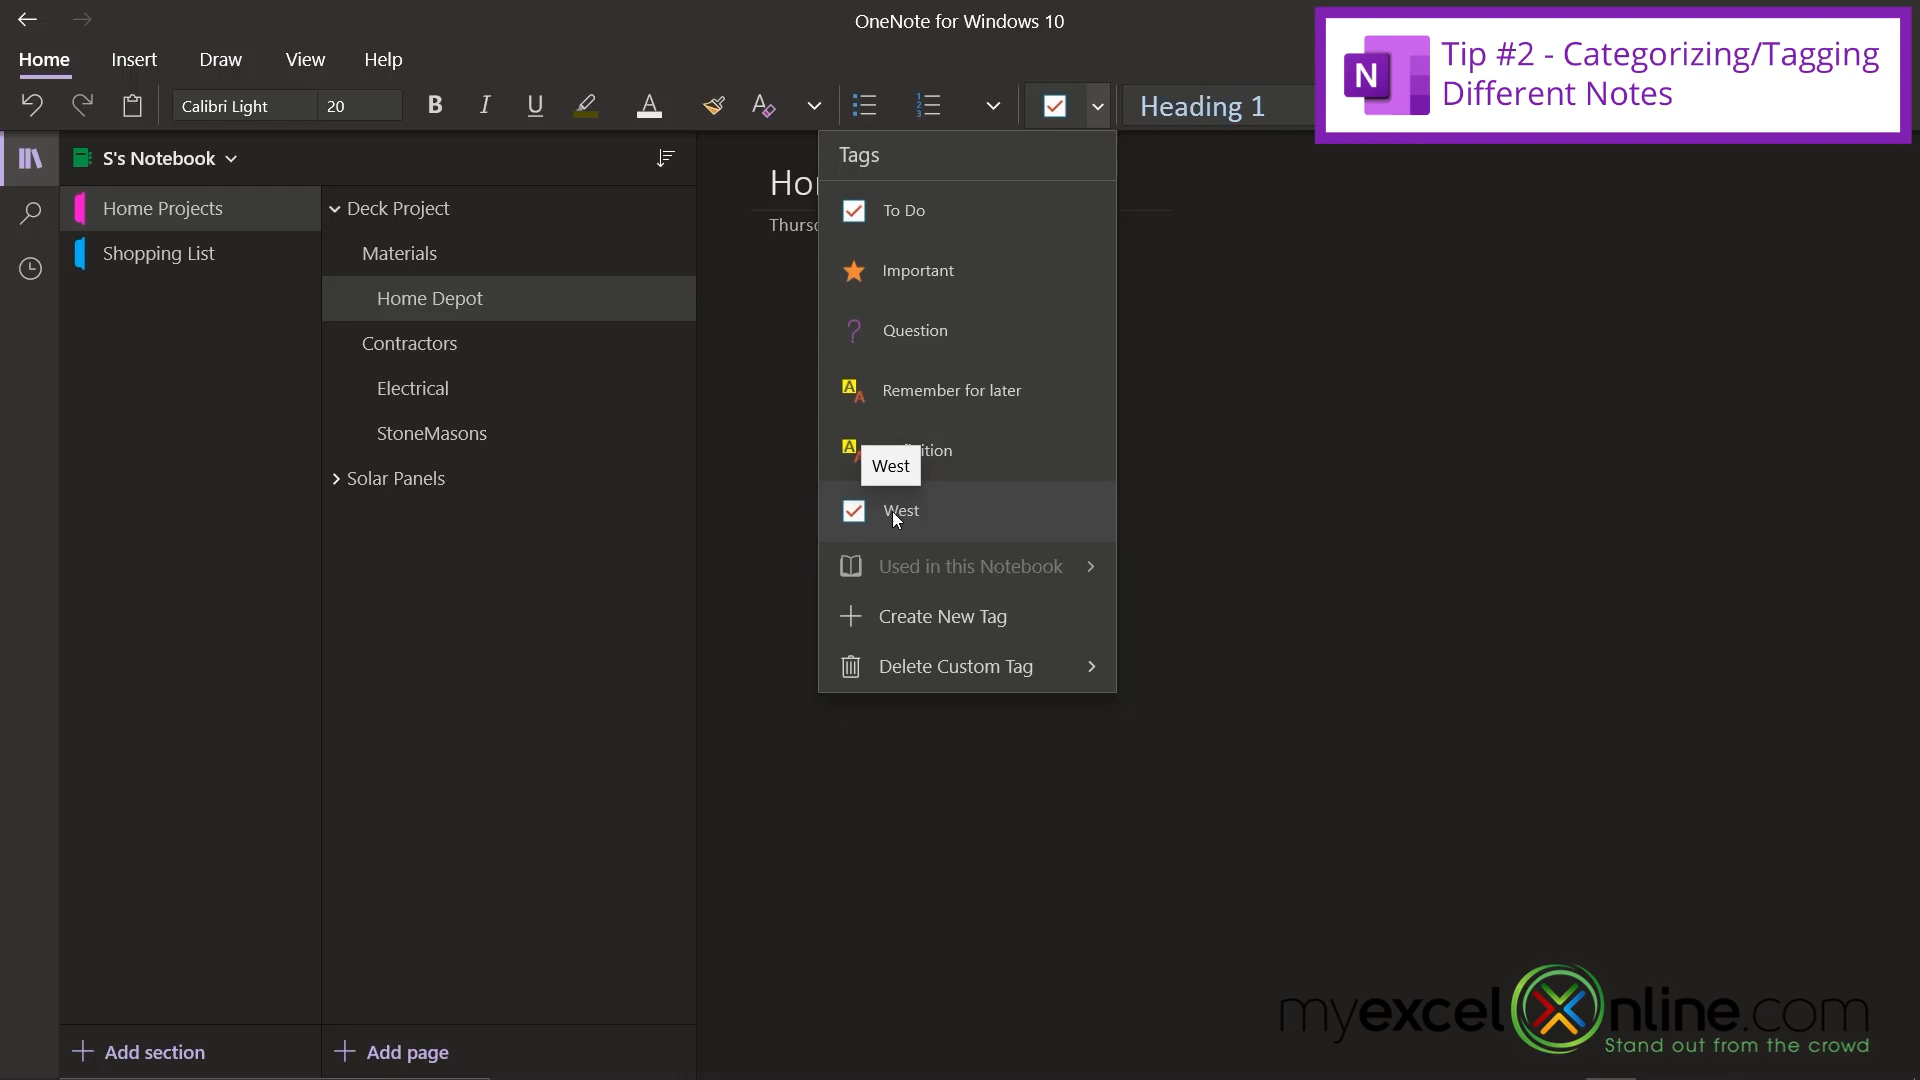 OneNote for Windows 10
Tip #2 - Categorizing/Tagging
Different Notes
N
Home Insert Draw View Help
Calibri Light 20 B I U A A Heading 1
S's Notebook
Home Projects
Shopping List
Deck Project
Materials
Home Depot
Contractors
Electrical
StoneMasons
Solar Panels
Tags
To Do
Important
Question
Remember for later
West
West
Used in this Notebook
Create New Tag
Delete Custom Tag
Add section
Add page
myexcelonline.com
Stand out from the crowd